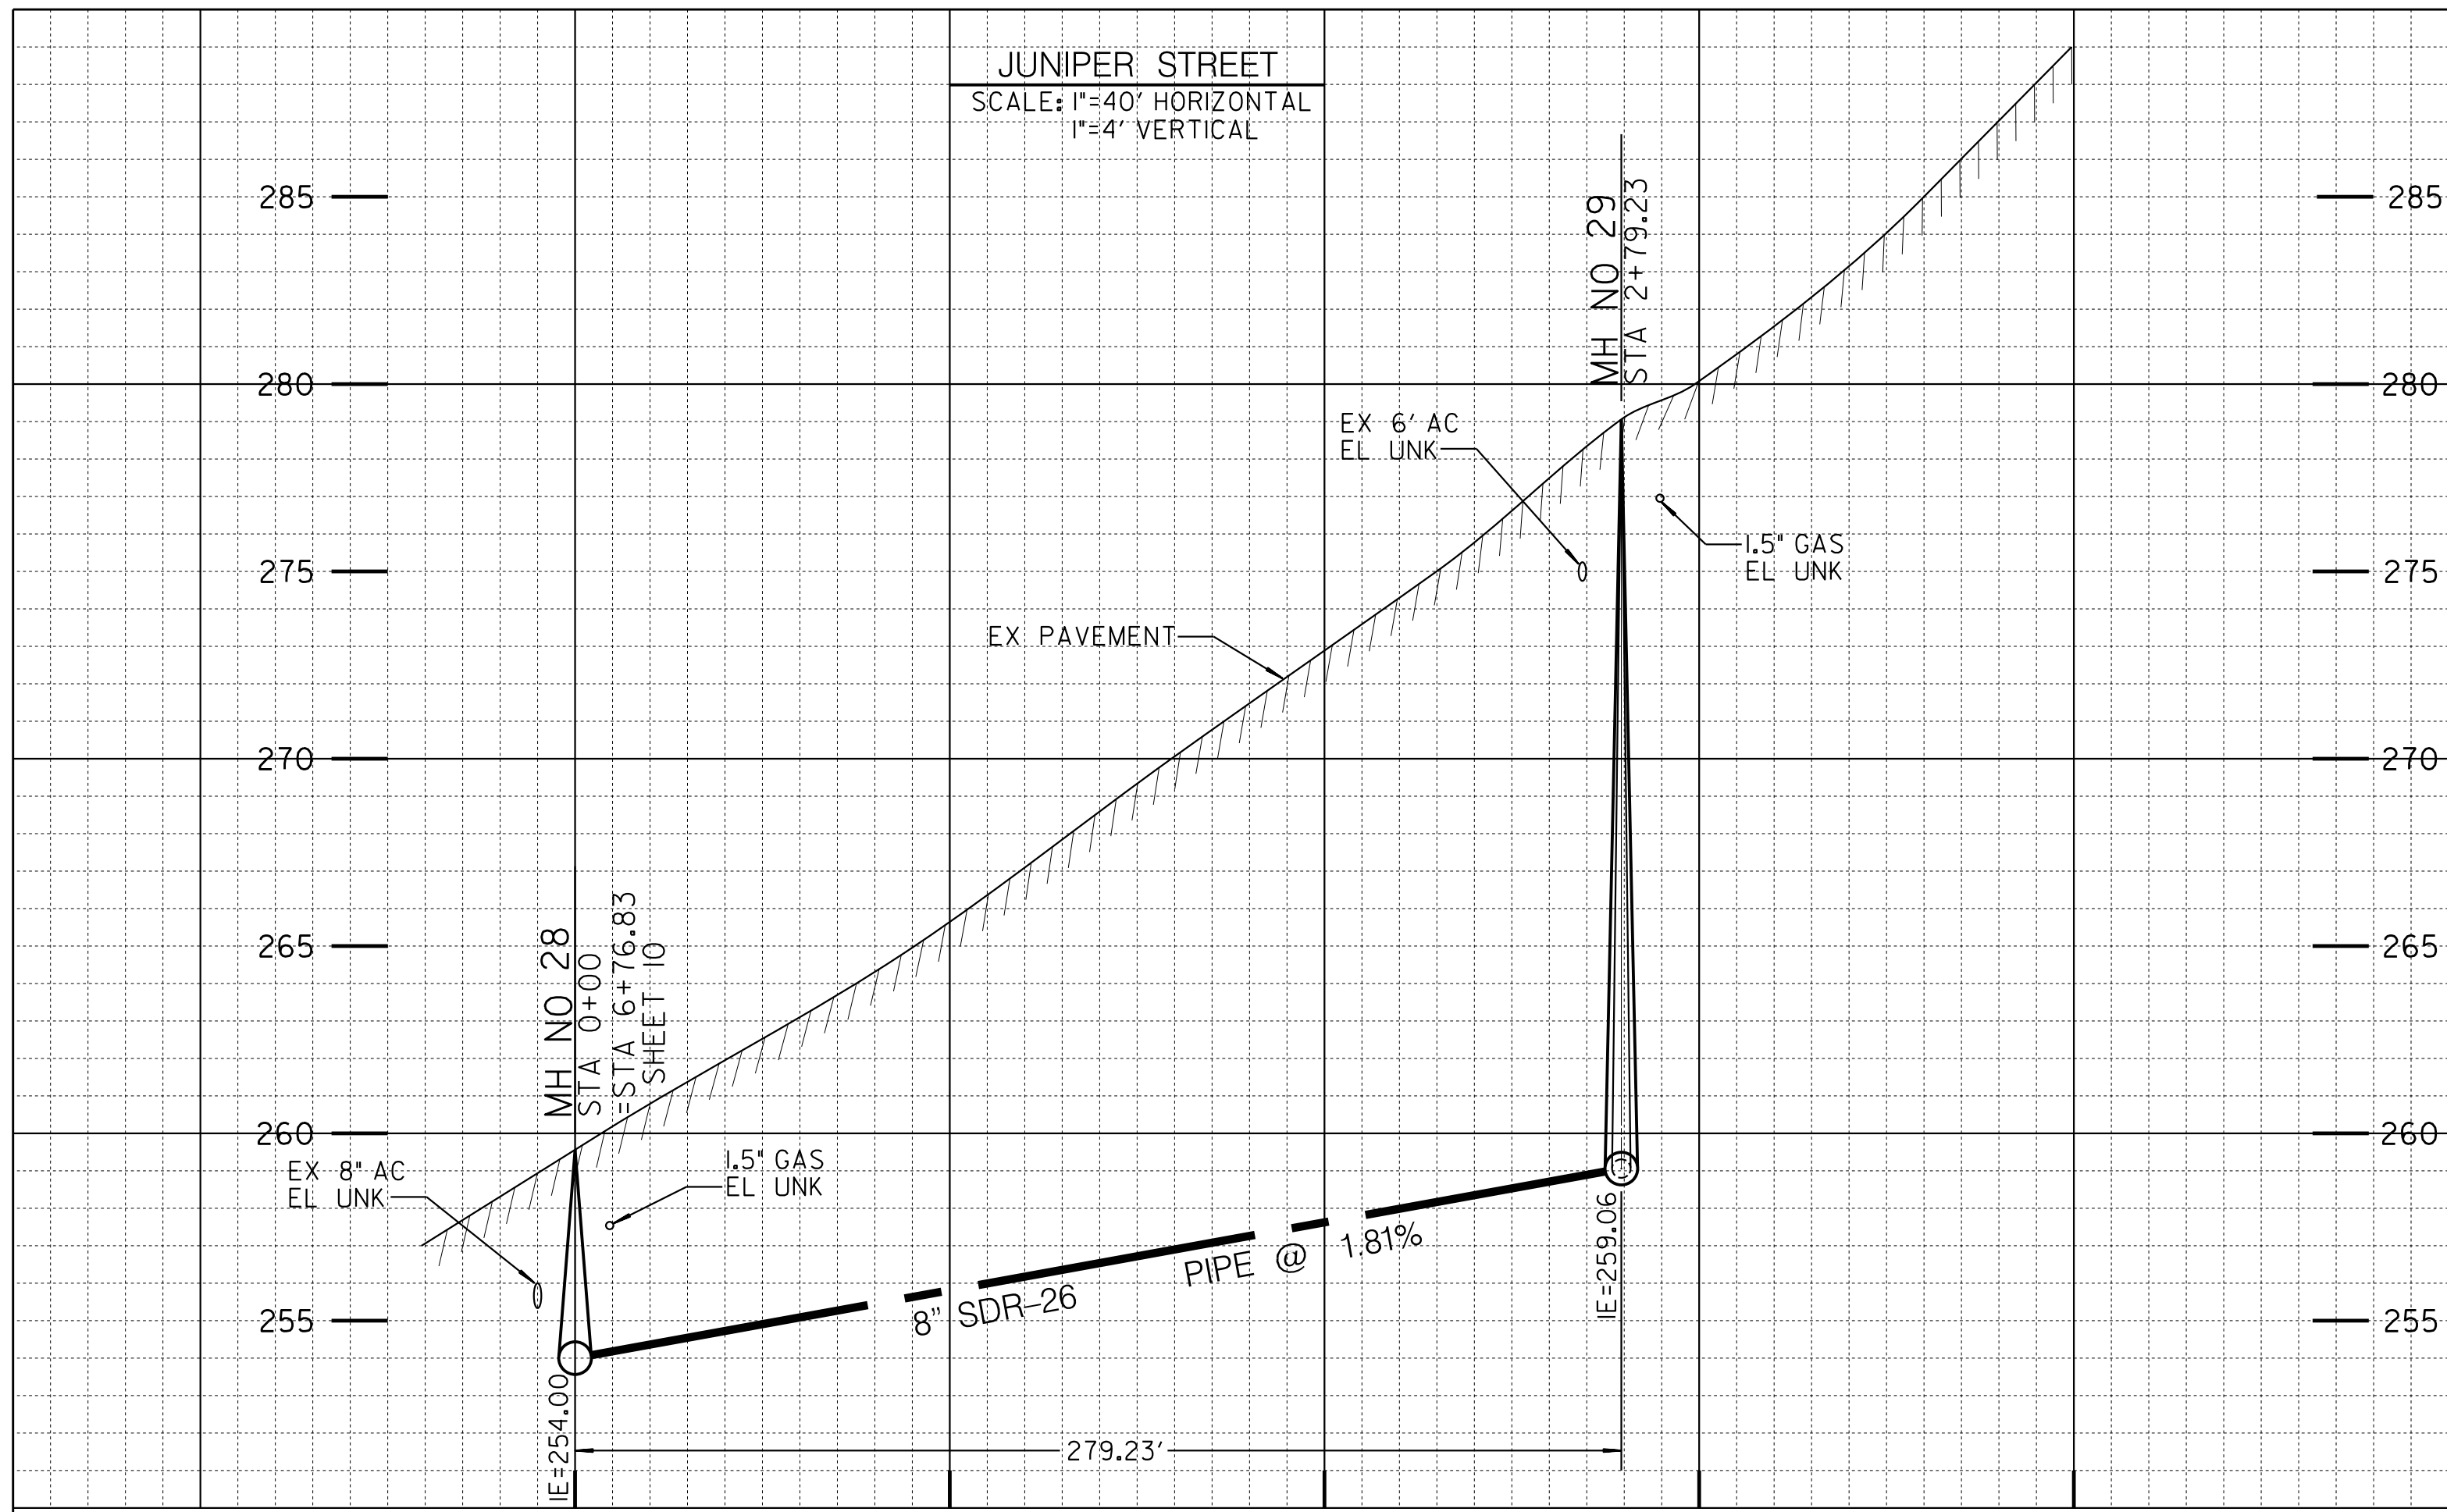 JUNIPER STREET
SCALE: 1"=40' HORIZONTAL
1"=4' VERTICAL
285
285
MH NO 29
STA 2+79.23
280
280
EX 6' AC
EL UNK
1.5" GAS
EL UNK
275
275
EX PAVEMENT
270
270
MH NO 28
STA 0+00
=STA 6+76.83
SHEET 10
265
265
260
260
EX 8" AC
EL UNK
1.5" GAS
EL UNK
8" SDR-26 PIPE @ 1.81%
IE=259.06
255
255
IE=254.00
279.23'